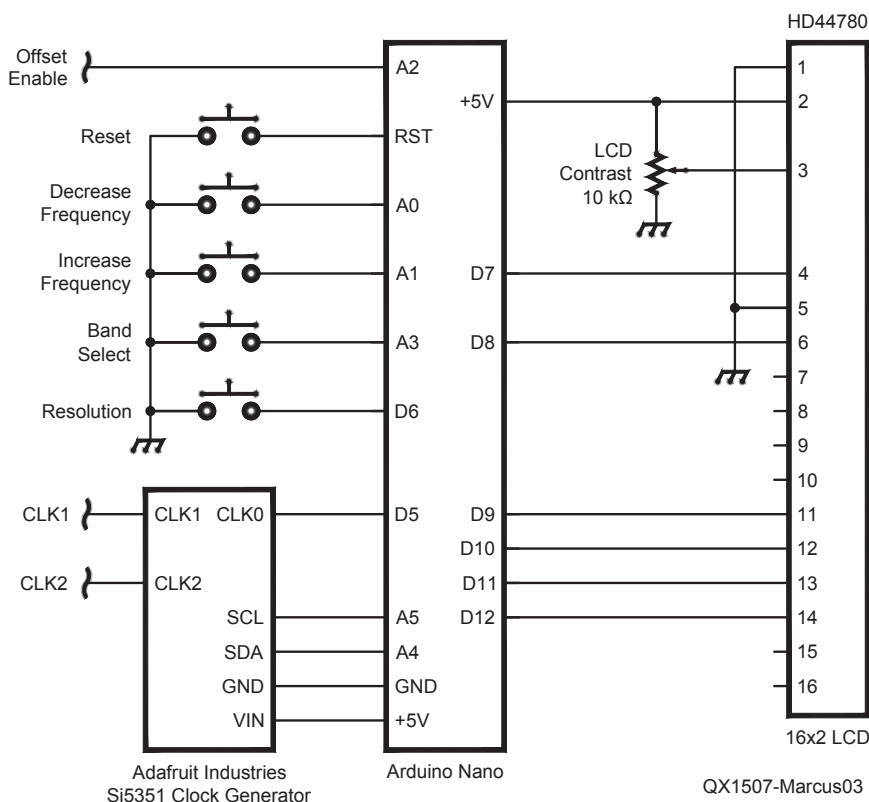 HD44780
Offset
Enable
A2
1
+5V
2
Reset
RST
LCD
Contrast
10 kΩ
3
Decrease
Frequency
A0
Increase
Frequency
A1
D7
4
5
Band
Select
A3
D8
6
7
Resolution
D6
8
9
10
CLK1
CLK1 CLK0
D5
D9
11
D10
12
CLK2
CLK2
D11
13
SCL
A5
D12
14
SDA
A4
15
GND
GND
16
VIN
+5V
16x2 LCD
Adafruit Industries
Si5351 Clock Generator
Arduino Nano
QX1507-Marcus03